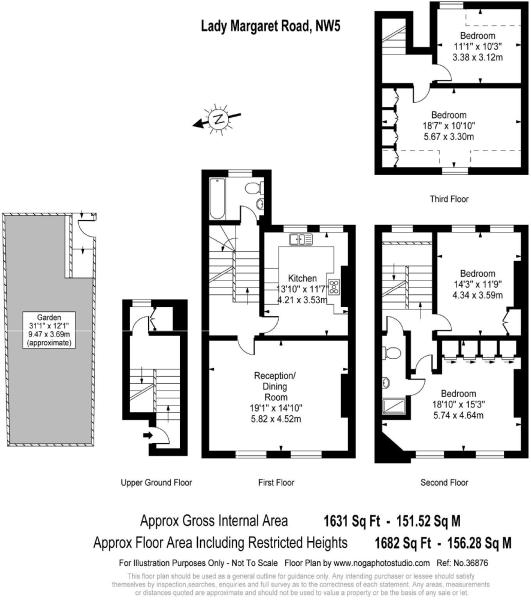 Lady Margaret Road, NW5
Bedroom
11'1" x 10'3"
3.38 x 3.12m
Bedroom
18'7" x 10'10"
5.67 x 3.30m
Third Floor
N
Garden
31'1" x 12'1"
9.47 x 3.69m
(approximate)
Upper Ground Floor
Kitchen
13'10" x 11'7"
4.21 x 3.53m
Reception/
Dining
Room
19'1" x 14'10"
5.82 x 4.52m
First Floor
Bedroom
14'3" x 11'9"
4.34 x 3.59m
Bedroom
18'10" x 15'3"
5.74 x 4.64m
Second Floor
Approx Gross Internal Area 1631 Sq Ft - 151.52 Sq M
Approx Floor Area Including Restricted Heights 1682 Sq Ft - 156.28 Sq M
For Illustration Purposes Only - Not To Scale Floor Plan by www.nogaphotostudio.com Ref: No.36876
This floor plan should be used as a general outline for guidance only. Any intending purchaser or lessee should satisfy
themselves by inspection,searches, enquiries and full survey as to the correctness of each statement. Any areas, measurements
or distances quoted are approximate and should not be used to value a property or be the basis of any sale or let.